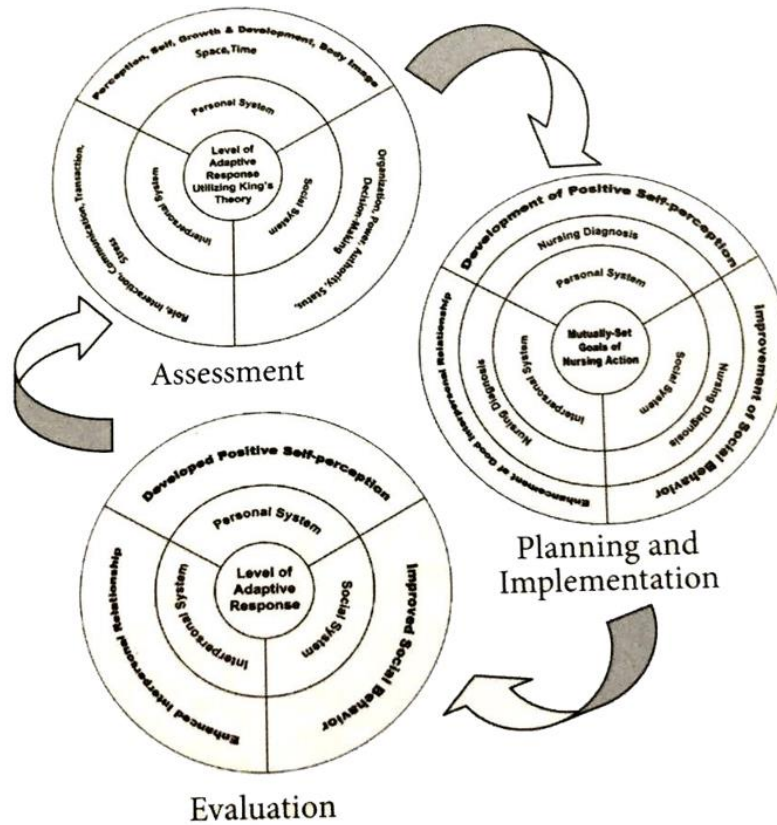 Perception, Self, Growth & Development, Body Image
Space, Time
Personal System
Interpersonal System
Social System
Level of
Adaptive
Response
Utilizing King's
Theory
Role, Interaction, Communication, Transaction,
Stress
Organization, Power, Authority, Status,
Decision-Making
Assessment
Development of Positive Self-perception
Nursing Diagnosis
Personal System
Enhancement of Good Interpersonal Relationship
Nursing Diagnosis
Interpersonal System
Mutually-Set
Goals of
Nursing Action
Social System
Nursing Diagnosis
Improvement of Social Behavior
Planning and
Implementation
Developed Positive Self-perception
Personal System
Enhanced Interpersonal Relationship
Interpersonal System
Level of
Adaptive
Response
Social System
Improved Social Behavior
Evaluation